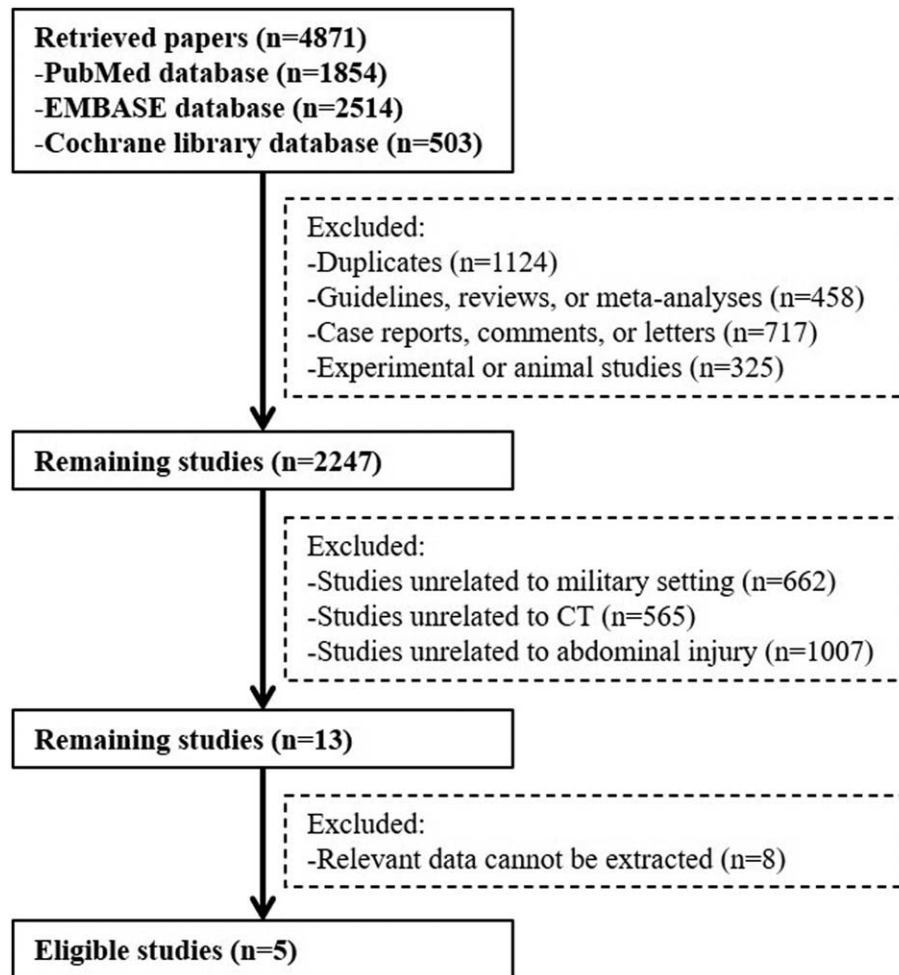 Retrieved papers (n=4871)
-PubMed database (n=1854)
-EMBASE database (n=2514)
-Cochrane library database (n=503)
Excluded:
-Duplicates (n=1124)
-Guidelines, reviews, or meta-analyses (n=458)
-Case reports, comments, or letters (n=717)
-Experimental or animal studies (n=325)
Remaining studies (n=2247)
Excluded:
-Studies unrelated to military setting (n=662)
-Studies unrelated to CT (n=565)
-Studies unrelated to abdominal injury (n=1007)
Remaining studies (n=13)
Excluded:
-Relevant data cannot be extracted (n=8)
Eligible studies (n=5)